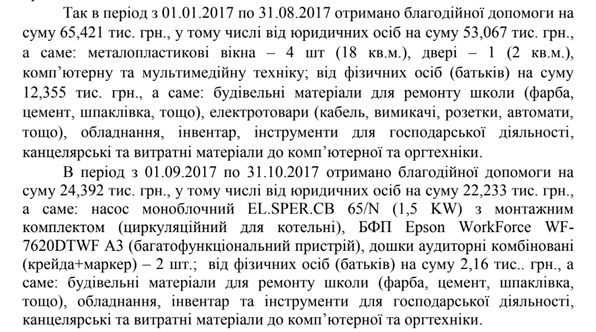 Так в період з 01.01.2017 по 31.08.2017 отримано благодійної допомоги на
суму 65,421 тис. грн., у тому числі від юридичних осіб на суму 53,067 тис. грн.,
а саме: металопластикові вікна – 4 шт (18 кв.м.), двері – 1 (2 кв.м.),
комп’ютерну та мультимедійну техніку; від фізичних осіб (батьків) на суму
12,355 тис. грн., а саме: будівельні матеріали для ремонту школи (фарба,
цемент, шпаклівка, тощо), електротовари (кабель, вимикачі, розетки, автомати,
тощо), обладнання, інвентар, інструменти для господарської діяльності,
канцелярські та витратні матеріали до комп’ютерної та оргтехніки.
В період з 01.09.2017 по 31.10.2017 отримано благодійної допомоги на
суму 24,392 тис. грн., у тому числі від юридичних осіб на суму 22,233 тис. грн.,
а саме: насос моноблочний EL.SPER.CB 65/N (1,5 KW) з монтажним
комплектом (циркуляційний для котельні), БФП Epson WorkForce WF-
7620DTWF А3 (багатофункціональний пристрій), дошки аудиторні комбіновані
(крейда+маркер) – 2 шт.; від фізичних осіб (батьків) на суму 2,16 тис.. грн., а
саме: будівельні матеріали для ремонту школи (фарба, цемент, шпаклівка,
тощо), обладнання, інвентар та інструменти для господарської діяльності,
канцелярські та витратні матеріали до комп’ютерної та оргтехніки.